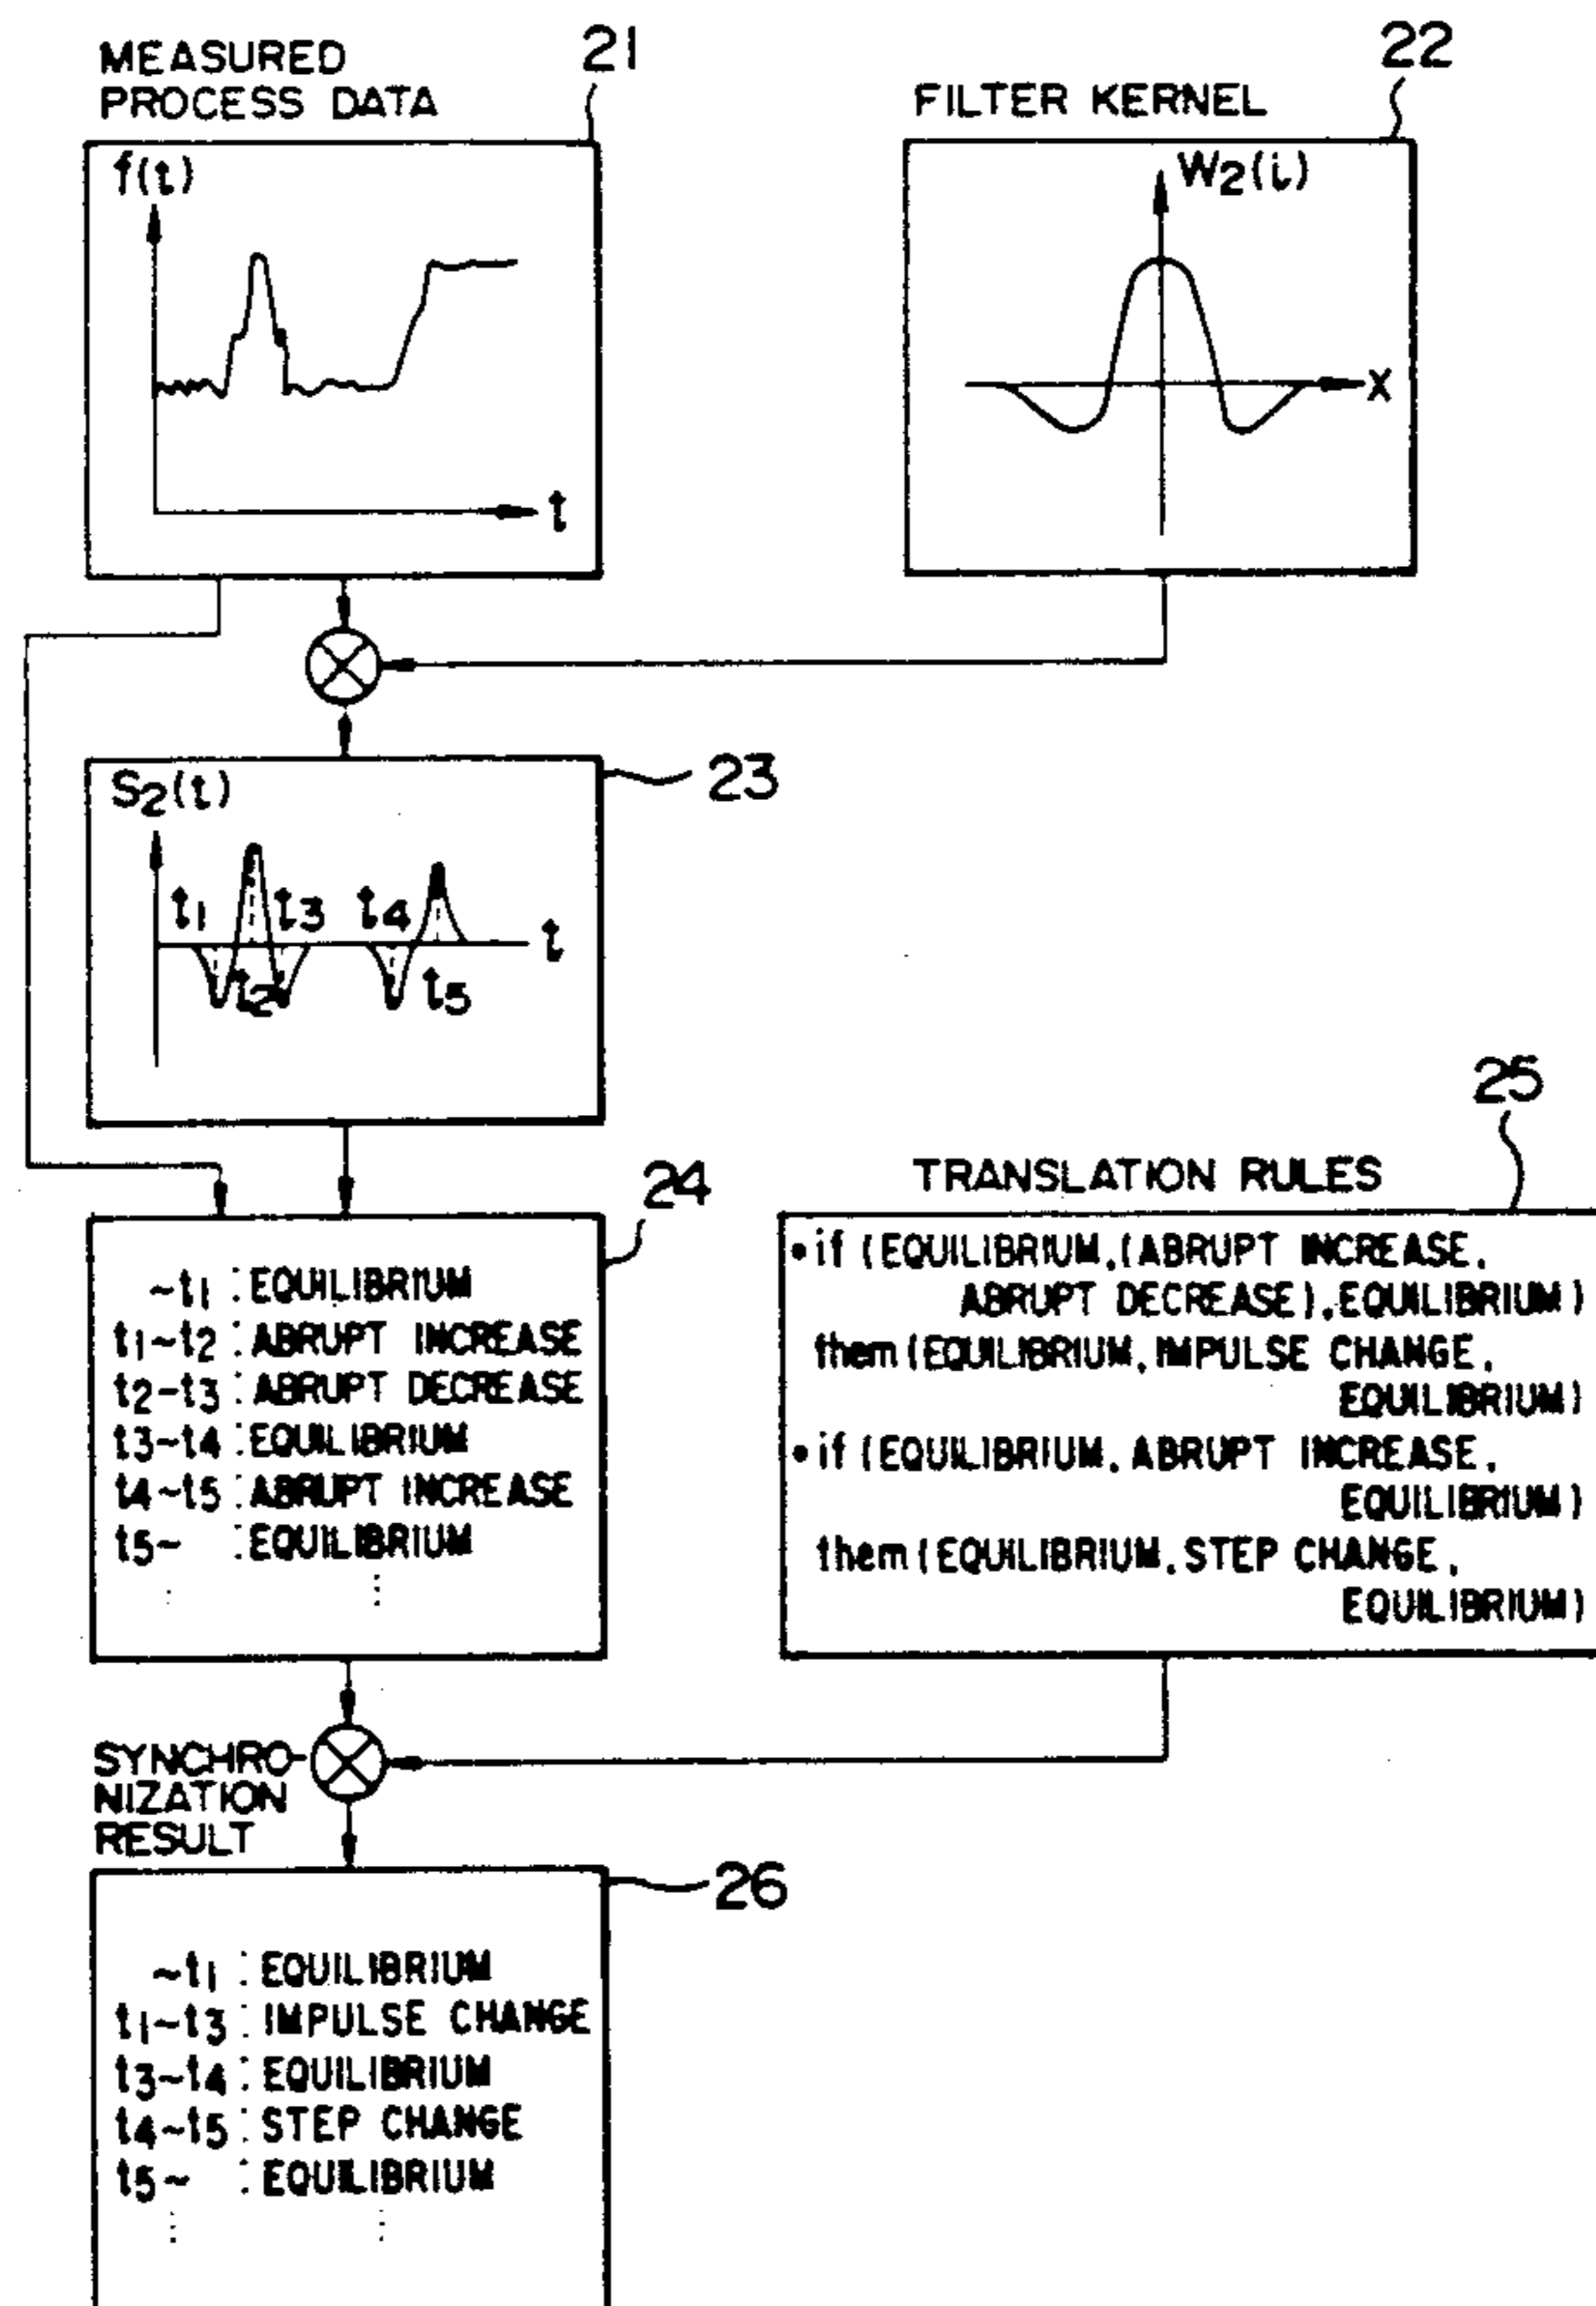 MEASURED
PROCESS DATA
21
f(t)
t
FILTER KERNEL
22
W2(i)
X
S2(t)
23
t1
t3
t4
t
t2
t5
24
~t1 : EQUILIBRIUM
t1~t2 : ABRUPT INCREASE
t2-t3 : ABRUPT DECREASE
t3~t4 : EQUILIBRIUM
t4~t5 : ABRUPT INCREASE
t5~ : EQUILIBRIUM
25
TRANSLATION RULES
•if (EQUILIBRIUM,(ABRUPT INCREASE,
ABRUPT DECREASE),EQUILIBRIUM)
them (EQUILIBRIUM, IMPULSE CHANGE,
EQUILIBRIUM)
•if (EQUILIBRIUM, ABRUPT INCREASE,
EQUILIBRIUM)
them (EQUILIBRIUM, STEP CHANGE,
EQUILIBRIUM)
SYNCHRO-
NIZATION
RESULT
26
~t1 : EQUILIBRIUM
t1~t3 : IMPULSE CHANGE
t3~t4 : EQUILIBRIUM
t4~t5 : STEP CHANGE
t5~ : EQUILIBRIUM